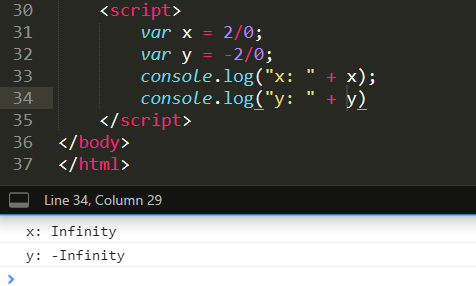 30 <script>
31 var x = 2/0;
32 var y = -2/0;
33 console.log("x: " + x);
34 console.log("y: " + y)
35 </script>
36 </body>
37 </html>
Line 34, Column 29
x: Infinity
y: -Infinity
>